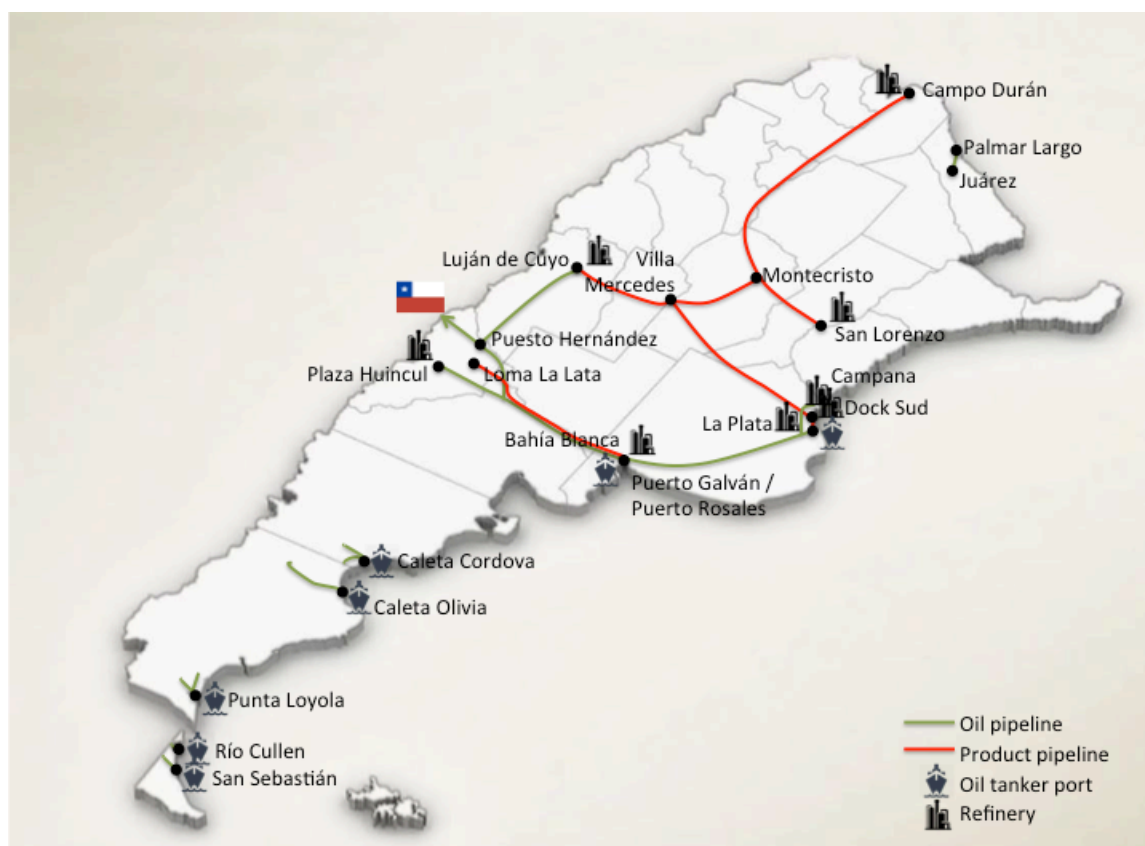 Campo Durán
Palmar Largo
Juárez
Luján de Cuyo
Villa
Mercedes
Montecristo
San Lorenzo
Puesto Hernández
Plaza Huincul
Loma La Lata
Campana
Dock Sud
La Plata
Bahía Blanca
Puerto Galván /
Puerto Rosales
Caleta Cordova
Caleta Olivia
Punta Loyola
Río Cullen
San Sebastián
Oil pipeline
Product pipeline
Oil tanker port
Refinery